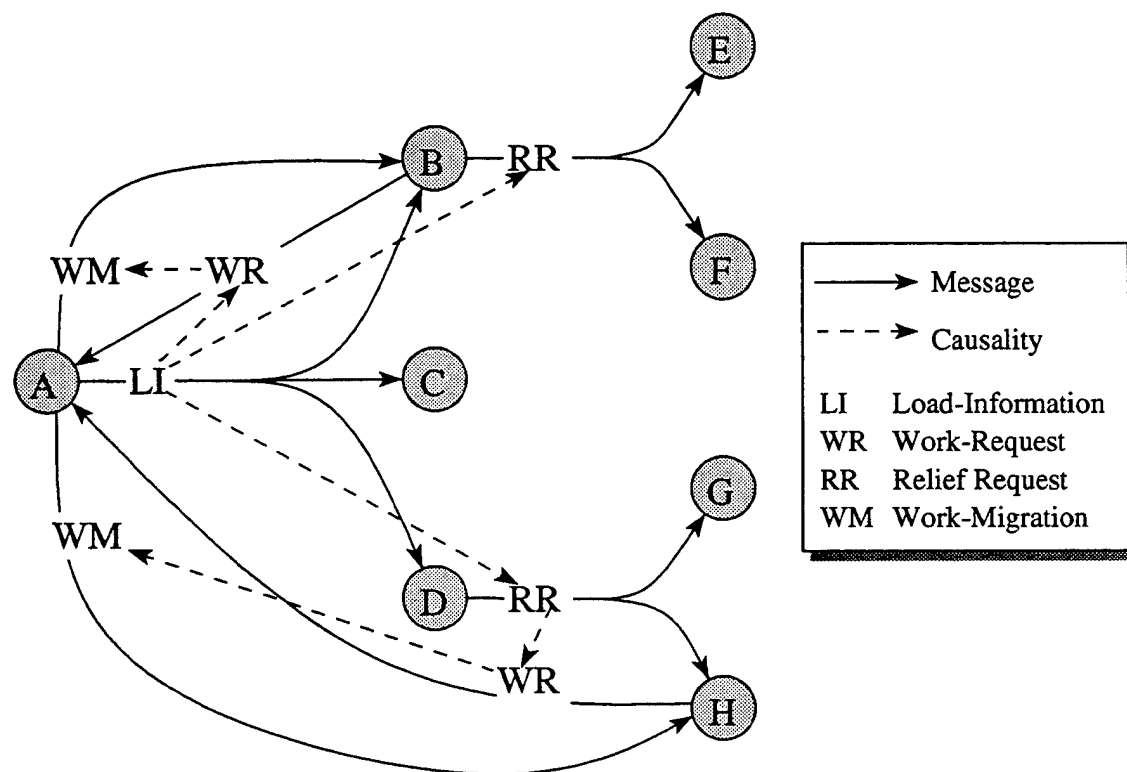 E
B RR
F
WM WR
A LI C
G
WM
D RR
WR
H
Message
Causality
LI Load-Information
WR Work-Request
RR Relief Request
WM Work-Migration